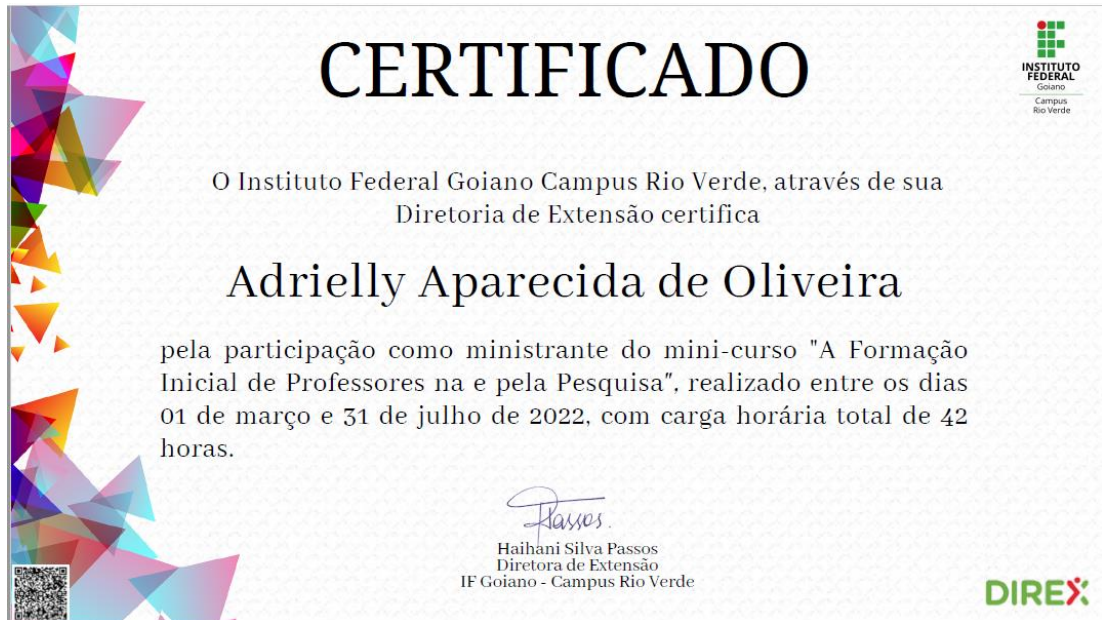 CERTIFICADO
INSTITUTO
FEDERAL
Goiano
Campus
Rio Verde
O Instituto Federal Goiano Campus Rio Verde, através de sua
Diretoria de Extensão certifica
Adrielly Aparecida de Oliveira
pela participação como ministrante do mini-curso "A Formação
Inicial de Professores na e pela Pesquisa", realizado entre os dias
01 de março e 31 de julho de 2022, com carga horária total de 42
horas.
Passos.
Haihani Silva Passos
Diretora de Extensão
IF Goiano - Campus Rio Verde
DIREX